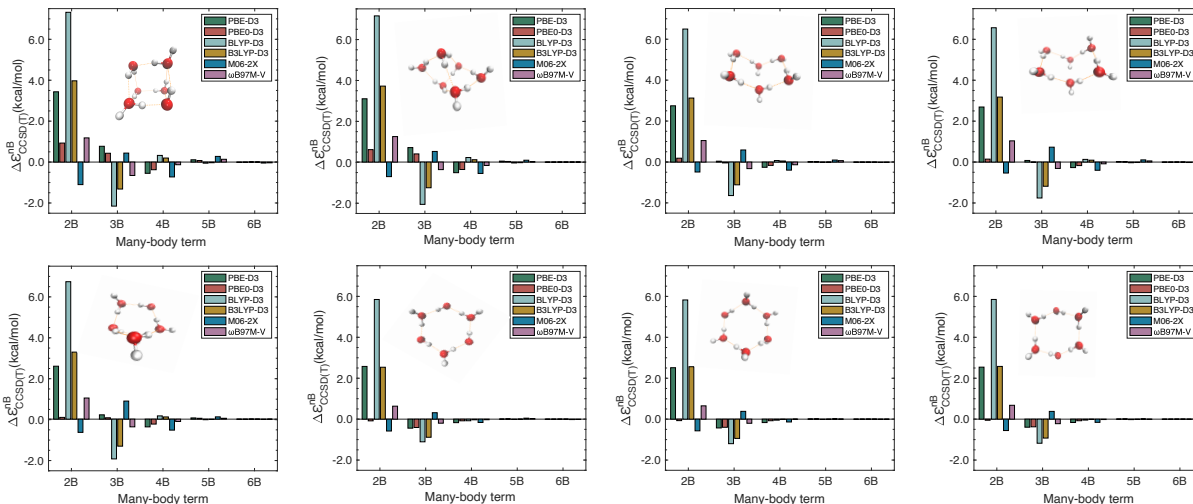 6.0
4.0
2.0
0.0
-2.0
Δε^nB_CCSD(T)(kcal/mol)
PBE-D3
PBE0-D3
BLYP-D3
B3LYP-D3
M06-2X
ωB97M-V
2B 3B 4B 5B 6B
Many-body term
6.0
4.0
2.0
0.0
-2.0
Δε^nB_CCSD(T)(kcal/mol)
PBE-D3
PBE0-D3
BLYP-D3
B3LYP-D3
M06-2X
ωB97M-V
2B 3B 4B 5B 6B
Many-body term
6.0
4.0
2.0
0.0
-2.0
Δε^nB_CCSD(T)(kcal/mol)
PBE-D3
PBE0-D3
BLYP-D3
B3LYP-D3
M06-2X
ωB97M-V
2B 3B 4B 5B 6B
Many-body term
6.0
4.0
2.0
0.0
-2.0
Δε^nB_CCSD(T)(kcal/mol)
PBE-D3
PBE0-D3
BLYP-D3
B3LYP-D3
M06-2X
ωB97M-V
2B 3B 4B 5B 6B
Many-body term
6.0
4.0
2.0
0.0
-2.0
Δε^nB_CCSD(T)(kcal/mol)
PBE-D3
PBE0-D3
BLYP-D3
B3LYP-D3
M06-2X
ωB97M-V
2B 3B 4B 5B 6B
Many-body term
6.0
4.0
2.0
0.0
-2.0
Δε^nB_CCSD(T)(kcal/mol)
PBE-D3
PBE0-D3
BLYP-D3
B3LYP-D3
M06-2X
ωB97M-V
2B 3B 4B 5B 6B
Many-body term
6.0
4.0
2.0
0.0
-2.0
Δε^nB_CCSD(T)(kcal/mol)
PBE-D3
PBE0-D3
BLYP-D3
B3LYP-D3
M06-2X
ωB97M-V
2B 3B 4B 5B 6B
Many-body term
6.0
4.0
2.0
0.0
-2.0
Δε^nB_CCSD(T)(kcal/mol)
PBE-D3
PBE0-D3
BLYP-D3
B3LYP-D3
M06-2X
ωB97M-V
2B 3B 4B 5B 6B
Many-body term